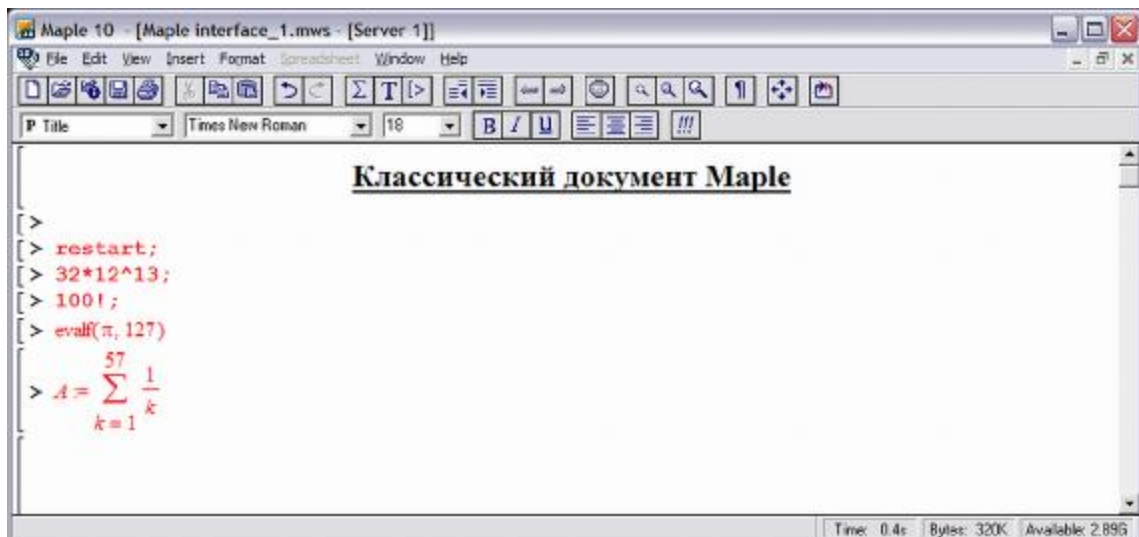 Maple 10 - [Maple interface_1.mws - [Server 1]]
File Edit View Insert Format Spreadsheet Window Help
P Title Times New Roman 18 B I U !!!
Классический документ Maple
[>
[> restart;
[> 32*12^13;
[> 100!;
[> evalf(π, 127)
57
> A := ∑ 1/k
k = 1
Time: 0.4s Bytes: 320K Available: 2.89G